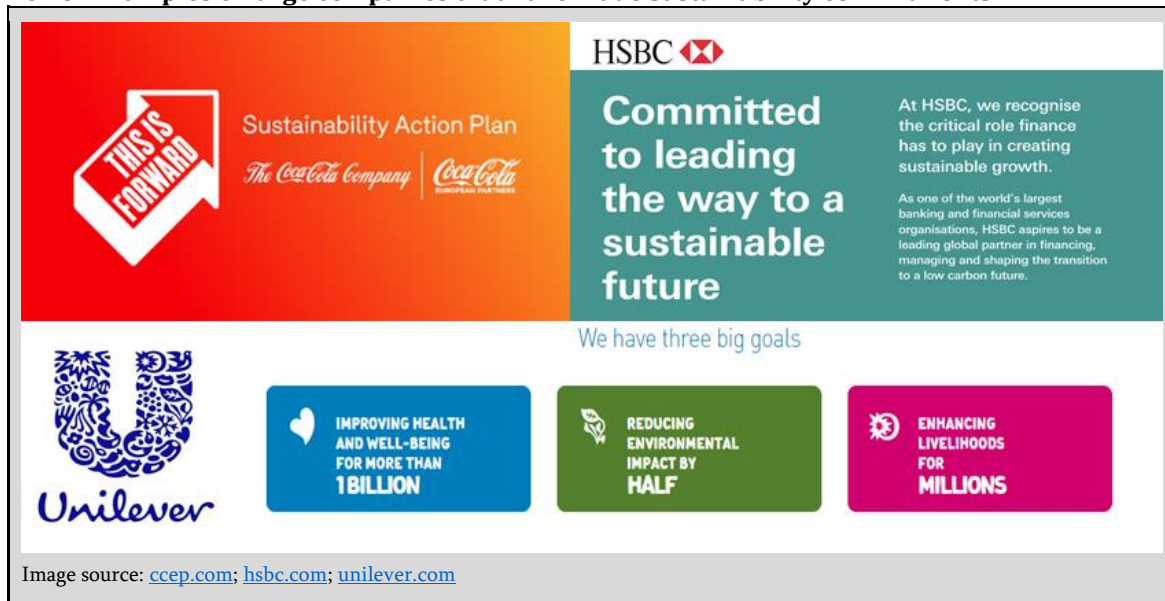 THIS IS
FORWARD
Sustainability Action Plan
The Coca-Cola Company
Coca-Cola
EUROPEAN PARTNERS
HSBC
Committed
to leading
the way to a
sustainable
future
At HSBC, we recognise
the critical role finance
has to play in creating
sustainable growth.
As one of the world's largest
banking and financial services
organisations, HSBC aspires to be a
leading global partner in financing,
managing and shaping the transition
to a low carbon future.
We have three big goals
Unilever
IMPROVING HEALTH
AND WELL-BEING
FOR MORE THAN
1 BILLION
REDUCING
ENVIRONMENTAL
IMPACT BY
HALF
ENHANCING
LIVELIHOODS
FOR
MILLIONS
Image source: ccep.com; hsbc.com; unilever.com